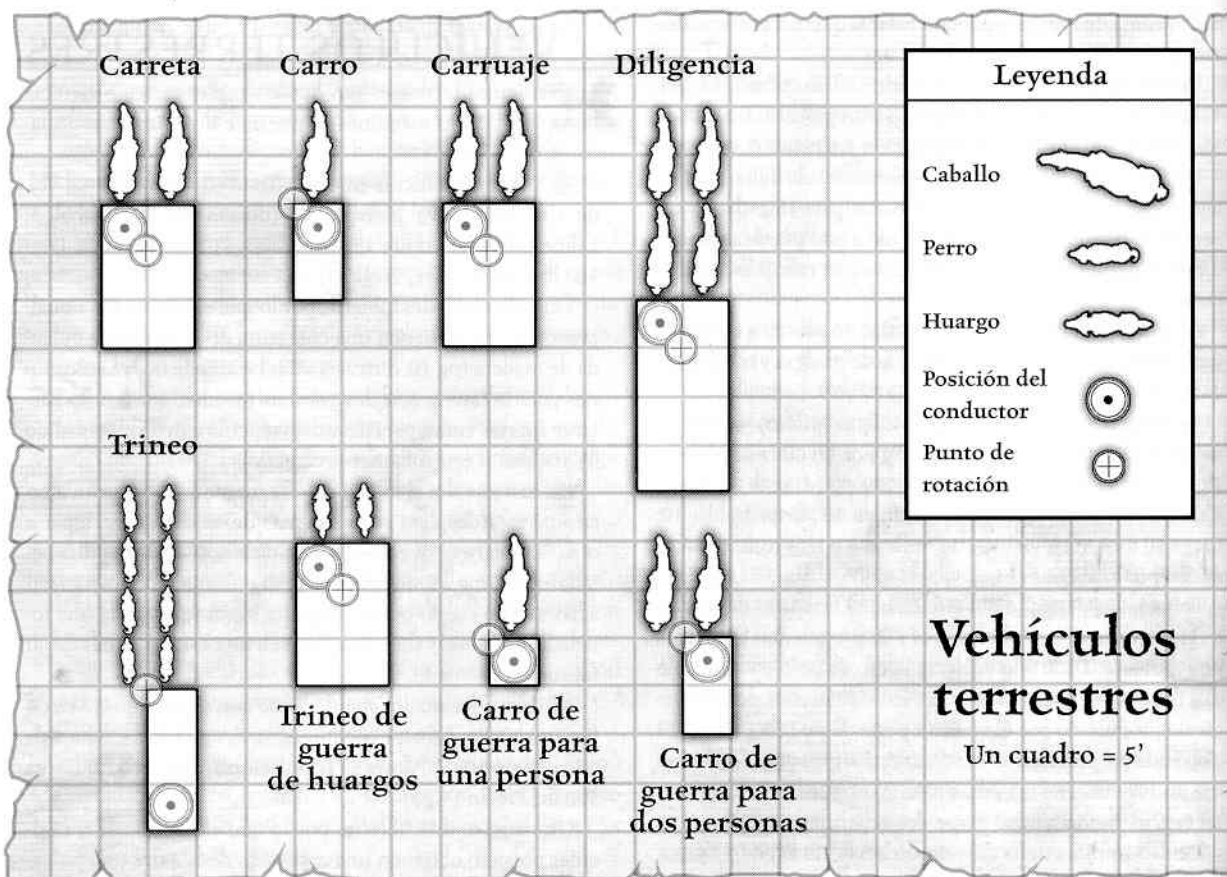 Carreta
Carro
Carruaje
Diligencia
Leyenda
Caballo
Perro
Huargo
Posición del
conductor
Punto de
rotación
Trineo
Trineo de
guerra
de huargos
Carro de
guerra para
una persona
Carro de
guerra para
dos personas
Vehículos
terrestres
Un cuadro = 5’